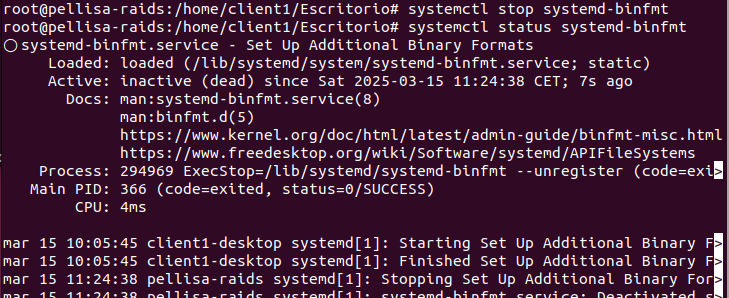 root@pellisa-raids:/home/client1/Escritorio# systemctl stop systemd-binfmt
root@pellisa-raids:/home/client1/Escritorio# systemctl status systemd-binfmt
○ systemd-binfmt.service - Set Up Additional Binary Formats
     Loaded: loaded (/lib/systemd/system/systemd-binfmt.service; static)
     Active: inactive (dead) since Sat 2025-03-15 11:24:38 CET; 7s ago
       Docs: man:systemd-binfmt.service(8)
             man:binfmt.d(5)
             https://www.kernel.org/doc/html/latest/admin-guide/binfmt-misc.html
             https://www.freedesktop.org/wiki/Software/systemd/APIFileSystems
    Process: 294969 ExecStop=/lib/systemd/systemd-binfmt --unregister (code=exi>
   Main PID: 366 (code=exited, status=0/SUCCESS)
        CPU: 4ms

mar 15 10:05:45 client1-desktop systemd[1]: Starting Set Up Additional Binary F>
mar 15 10:05:45 client1-desktop systemd[1]: Finished Set Up Additional Binary F>
mar 15 11:24:38 pellisa-raids systemd[1]: Stopping Set Up Additional Binary For>
mar 15 11:24:38 pellisa-raids systemd[1]: systemd-binfmt.service: Deactivated s>